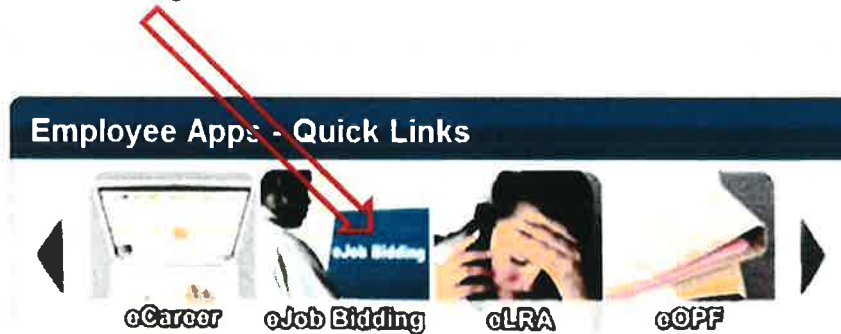 Employee Apps - Quick Links
eJob Bidding
eCareer
eJob Bidding
eLRA
eOPF